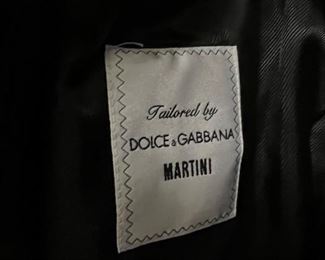 Tailored by
DOLCE & GABBANA
MARTINI